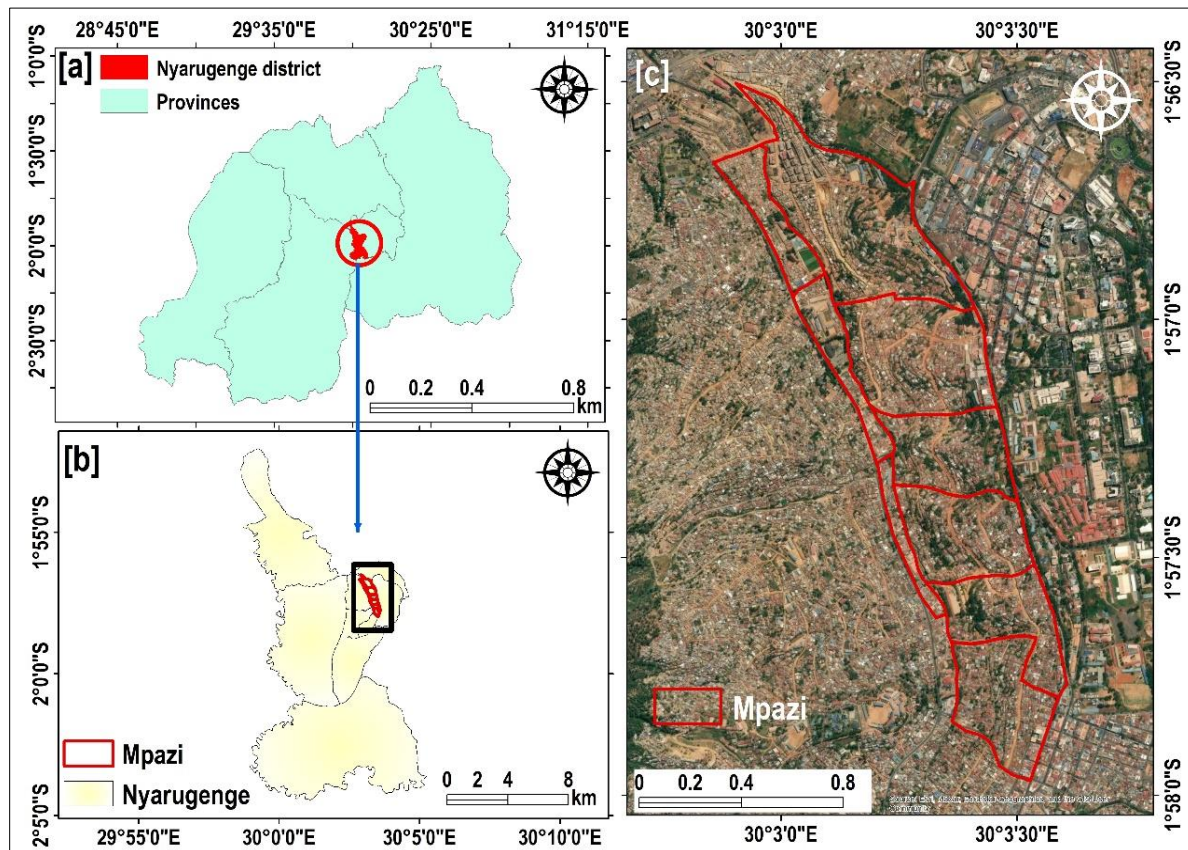 28°45'0"E 29°35'0"E 30°25'0"E 31°15'0"E
[a]
Nyarugenge district
Provinces
1°0'0"S
1°30'0"S
2°0'0"S
2°30'0"S
0 0.2 0.4 0.8
km
[b]
1°55'0"S
2°0'0"S
2°5'0"S
Mpazi
Nyarugenge
0 2 4 8
km
29°55'0"E 30°0'0"E 30°5'0"E 30°10'0"E
30°3'0"E 30°3'30"E
[c]
1°56'30"S
1°57'0"S
1°57'30"S
1°58'0"S
Mpazi
0 0.2 0.4 0.8
km
Community
30°3'0"E 30°3'30"E